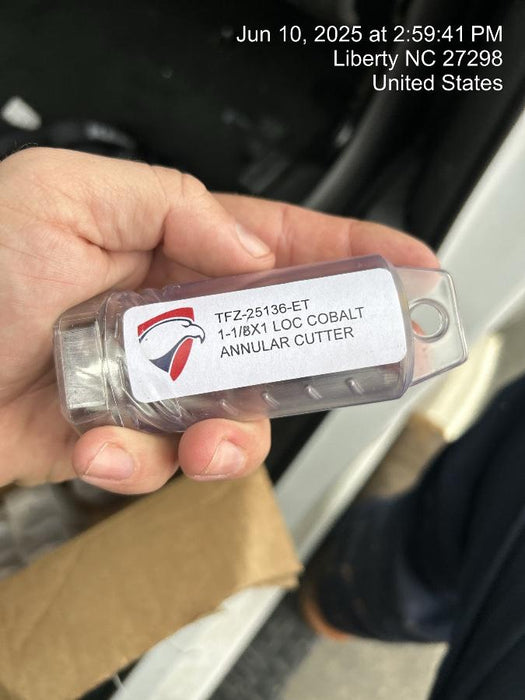 Jun 10, 2025 at 2:59:41 PM
Liberty NC 27298
United States
TFZ-25136-ET
1-1/8X1 LOC COBALT
ANNULAR CUTTER